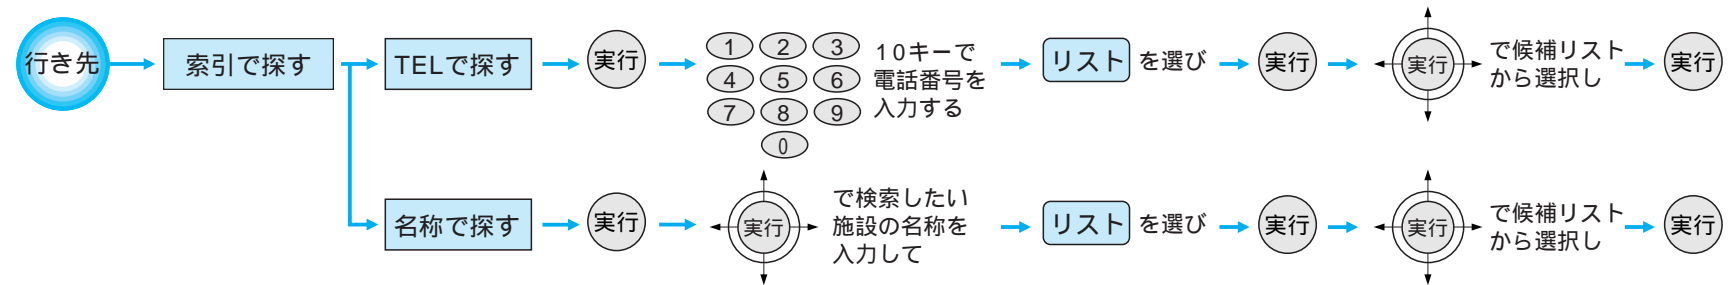 行き先
索引で探す
TELで探す
実行
1 2 3
4 5 6
7 8 9
0
10キーで
電話番号を
入力する
リスト を選び
実行
実行
で候補リスト
から選択し
実行
名称で探す
実行
実行
で検索したい
施設の名称を
入力して
リスト を選び
実行
実行
で候補リスト
から選択し
実行